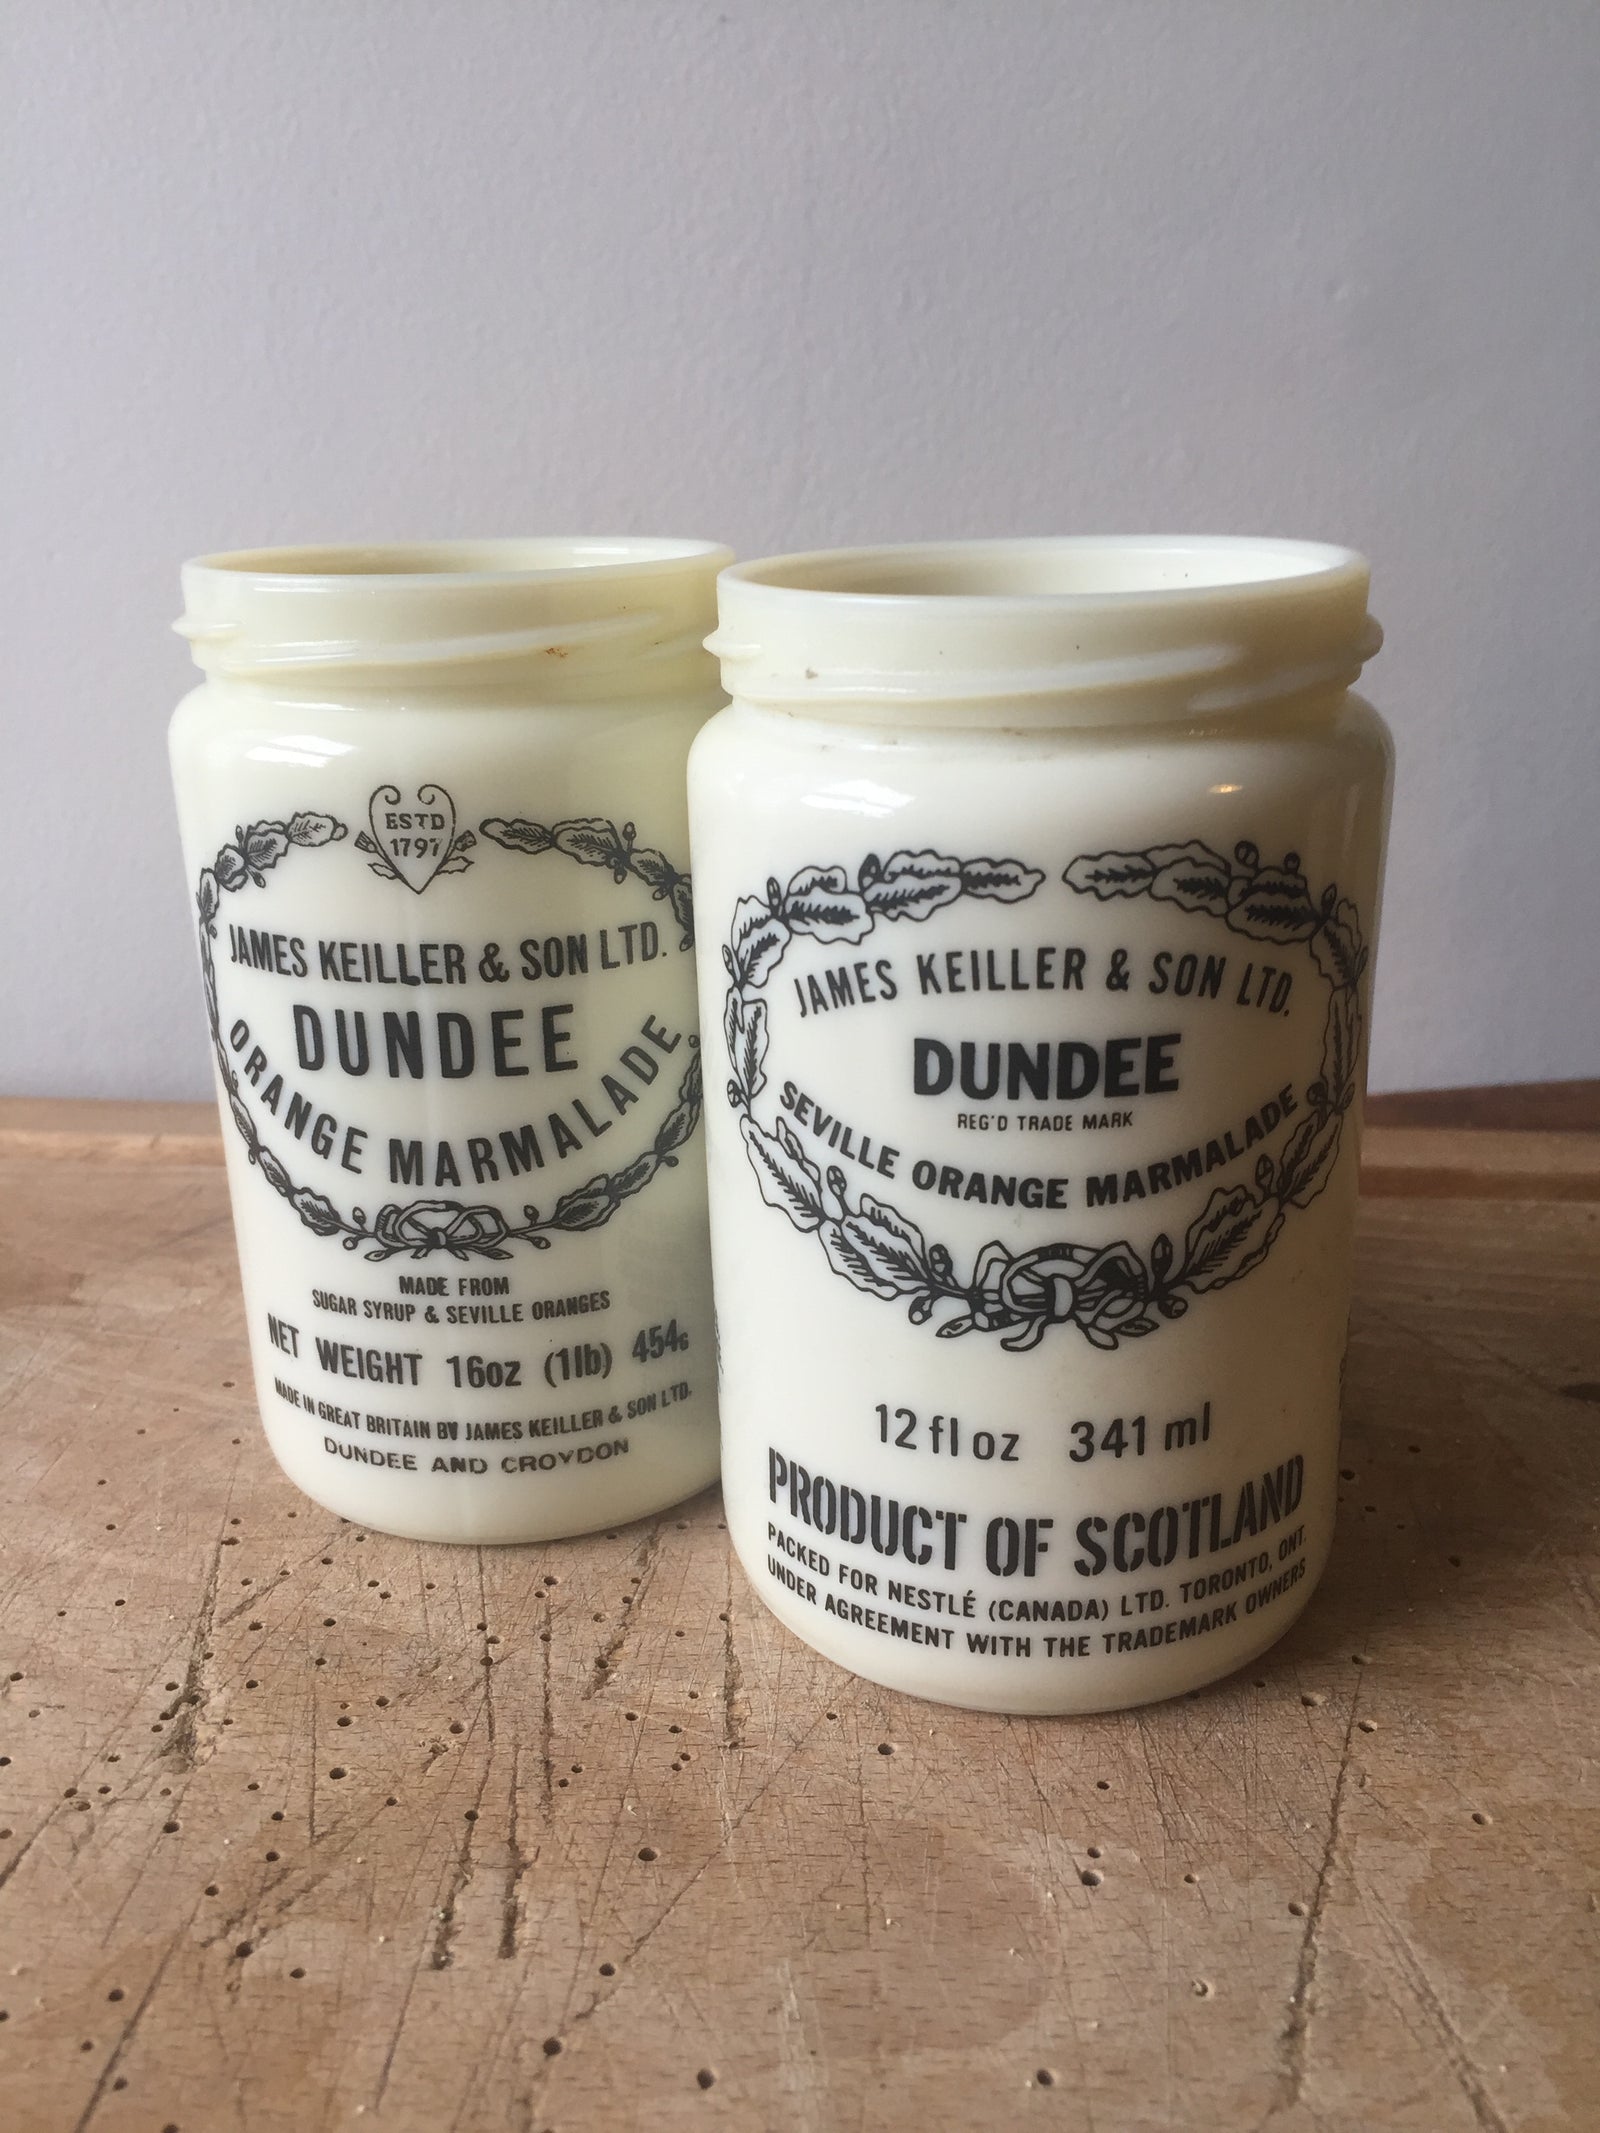 ESTD
1797
JAMES KEILLER & SON LTD.
DUNDEE
ORANGE MARMALADE
MADE FROM
SUGAR SYRUP & SEVILLE ORANGES
NET WEIGHT 16oz (1lb) 454g
MADE IN GREAT BRITAIN BY JAMES KEILLER & SON LTD.
DUNDEE AND CROYDON
JAMES KEILLER & SON LTD.
DUNDEE
REG'D TRADE MARK
SEVILLE ORANGE MARMALADE
12 fl oz 341 ml
PRODUCT OF SCOTLAND
PACKED FOR NESTLÉ (CANADA) LTD. TORONTO, ONT.
UNDER AGREEMENT WITH THE TRADEMARK OWNERS